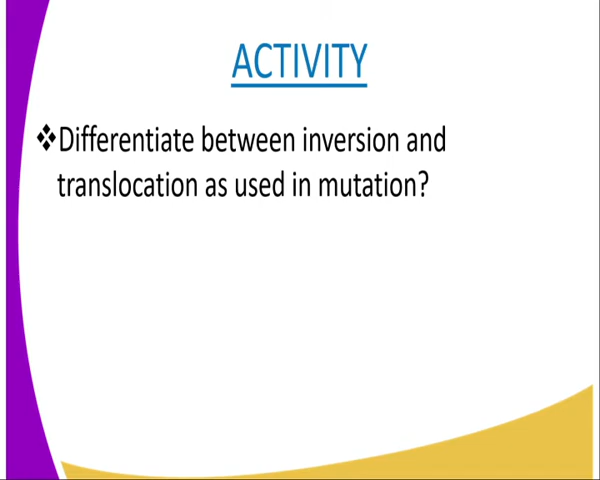 ACTIVITY
❖Differentiate between inversion and
translocation as used in mutation?